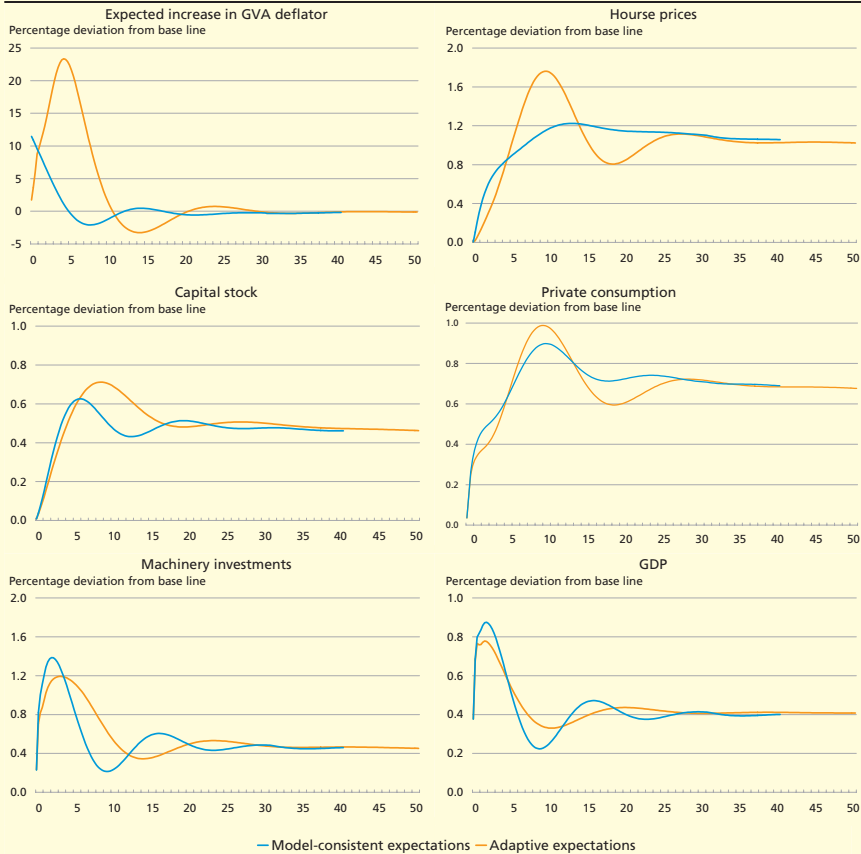 Expected increase in GVA deflator
Percentage deviation from base line
25
20
15
10
5
0
-5
0 5 10 15 20 25 30 35 40 45 50
Hourse prices
Percentage deviation from base line
2.0
1.6
1.2
0.8
0.4
0.0
0 5 10 15 20 25 30 35 40 45 50
Capital stock
Percentage deviation from base line
1.0
0.8
0.6
0.4
0.2
0.0
0 5 10 15 20 25 30 35 40 45 50
Private consumption
Percentage deviation from base line
1.0
0.8
0.6
0.4
0.2
0.0
0 5 10 15 20 25 30 35 40 45 50
Machinery investments
Percentage deviation from base line
2.0
1.6
1.2
0.8
0.4
0.0
0 5 10 15 20 25 30 35 40 45 50
GDP
Percentage deviation from base line
1.0
0.8
0.6
0.4
0.2
0.0
0 5 10 15 20 25 30 35 40 45 50
Model-consistent expectations Adaptive expectations